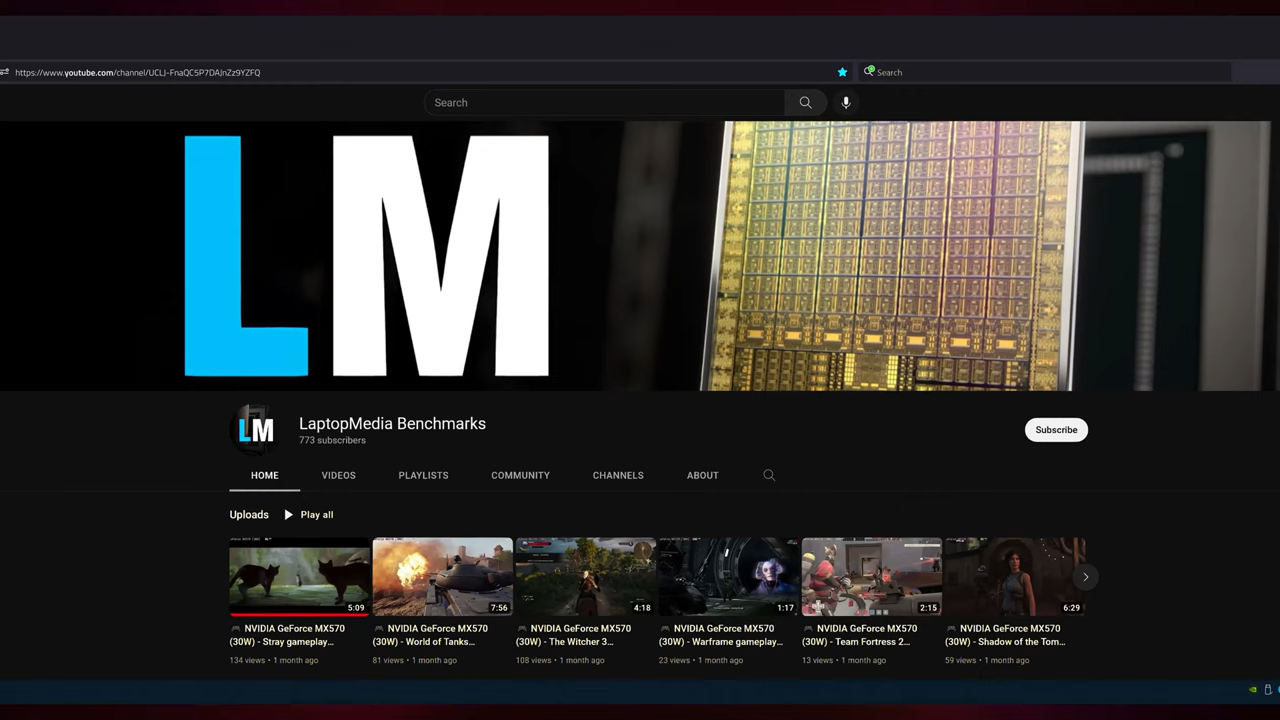 https://www.youtube.com/channel/UCLJ-FnaQC5P7DAJnZz9YZFQ
Search
Search
LM
LM
LaptopMedia Benchmarks
773 subscribers
Subscribe
HOME VIDEOS PLAYLISTS COMMUNITY CHANNELS ABOUT
Uploads Play all
5:09 7:56 4:18 1:17 2:15 6:29
NVIDIA GeForce MX570
(30W) - Stray gameplay…
134 views • 1 month ago
NVIDIA GeForce MX570
(30W) - World of Tanks…
81 views • 1 month ago
NVIDIA GeForce MX570
(30W) - The Witcher 3…
108 views • 1 month ago
NVIDIA GeForce MX570
(30W) - Warframe gameplay…
23 views • 1 month ago
NVIDIA GeForce MX570
(30W) - Team Fortress 2…
13 views • 1 month ago
NVIDIA GeForce MX570
(30W) - Shadow of the Tom…
59 views • 1 month ago